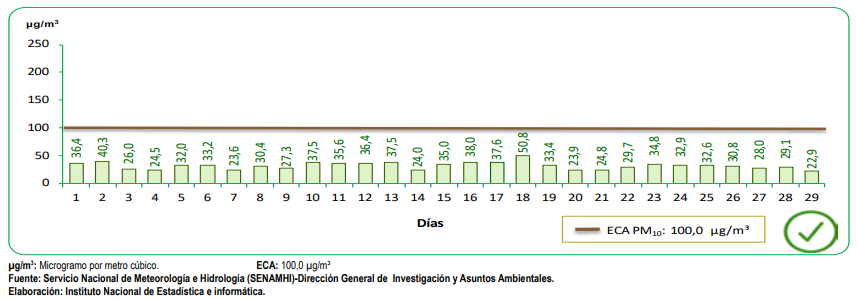 µg/m³
250
200
150
100
50
0
36,4 40,3 26,0 24,5 32,0 33,2 23,6 30,4 27,3 37,5 35,6 36,4 37,5 24,0 35,0 38,0 37,6 50,8 33,4 23,9 24,8 29,7 34,8 32,9 32,6 30,8 28,0 29,1 22,9
1 2 3 4 5 6 7 8 9 10 11 12 13 14 15 16 17 18 19 20 21 22 23 24 25 26 27 28 29
Días
ECA PM₁₀: 100,0 µg/m³
µg/m³: Microgramo por metro cúbico. ECA: 100,0 µg/m³
Fuente: Servicio Nacional de Meteorología e Hidrología (SENAMHI)-Dirección General de Investigación y Asuntos Ambientales.
Elaboración: Instituto Nacional de Estadística e informática.